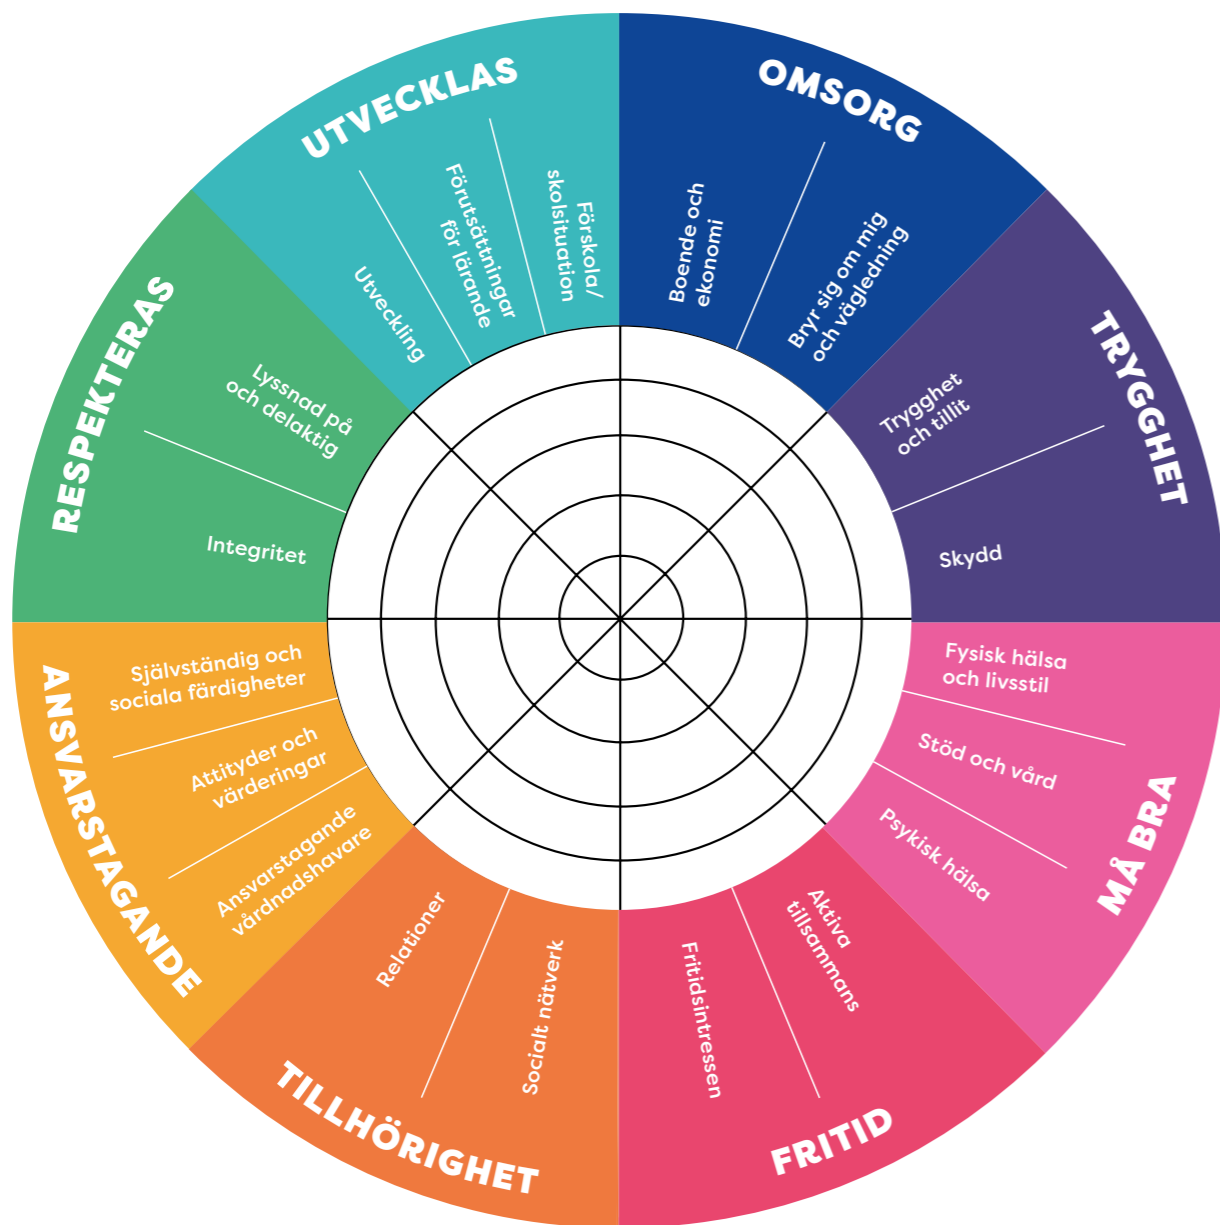 OMSORG
Boende och
ekonomi
Bryr sig om mig
och vägledning
TRYGGHET
Trygghet
och tillit
Skydd
MÅ BRA
Fysisk hälsa
och livsstil
Stöd och vård
Psykisk hälsa
FRITID
Aktiva
tillsammans
Fritidsintressen
TILLHÖRIGHET
Socialt nätverk
Relationer
ANSVARSTAGANDE
Ansvarstagande
vårdnadshavare
Attityder och
värderingar
Självständig och
sociala färdigheter
RESPEKTERAS
Integritet
Lyssnad på
och delaktig
UTVECKLAS
Utveckling
Förutsättningar
för lärande
Förskola/
skolsituation